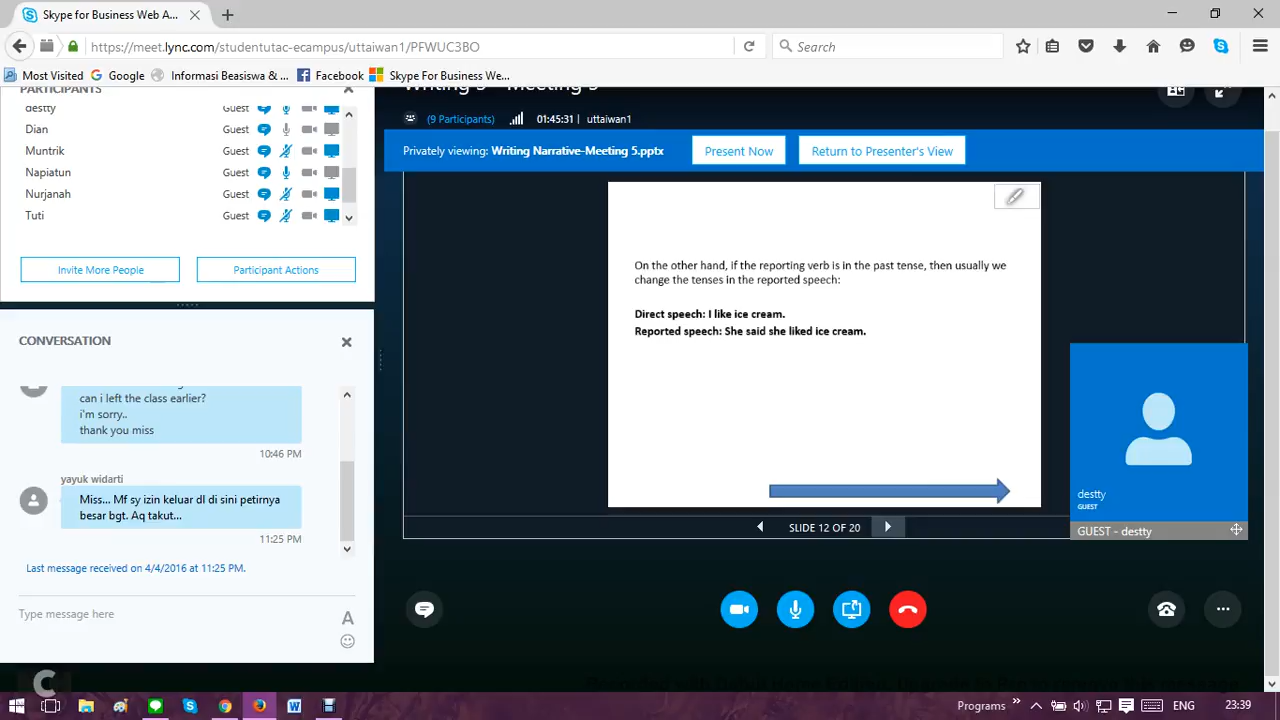 Skype for Business Web A...
https://meet.lync.com/studentutac-ecampus/uttaiwan1/PFWUC3BO
Search
Most Visited
Google
Informasi Beasiswa & ...
Facebook
Skype For Business We...
PARTICIPANTS
destty Guest
Dian Guest
Muntrik Guest
Napiatun Guest
Nurjanah Guest
Tuti Guest
Invite More People
Participant Actions
CONVERSATION
can i left the class earlier?
i'm sorry..
thank you miss
10:46 PM
yayuk widarti
Miss... Mf sy izin keluar dl di sini petirnya
besar bgt. Aq takut...
11:25 PM
Last message received on 4/4/2016 at 11:25 PM.
Type message here
A
Writing 5 - Meeting 5
(9 Participants) 01:45:31 | uttaiwan1
Privately viewing: Writing Narrative-Meeting 5.pptx
Present Now
Return to Presenter's View
On the other hand, if the reporting verb is in the past tense, then usually we
change the tenses in the reported speech:
Direct speech: I like ice cream.
Reported speech: She said she liked ice cream.
SLIDE 12 OF 20
destty
GUEST
GUEST - destty
Programs
ENG
23:39